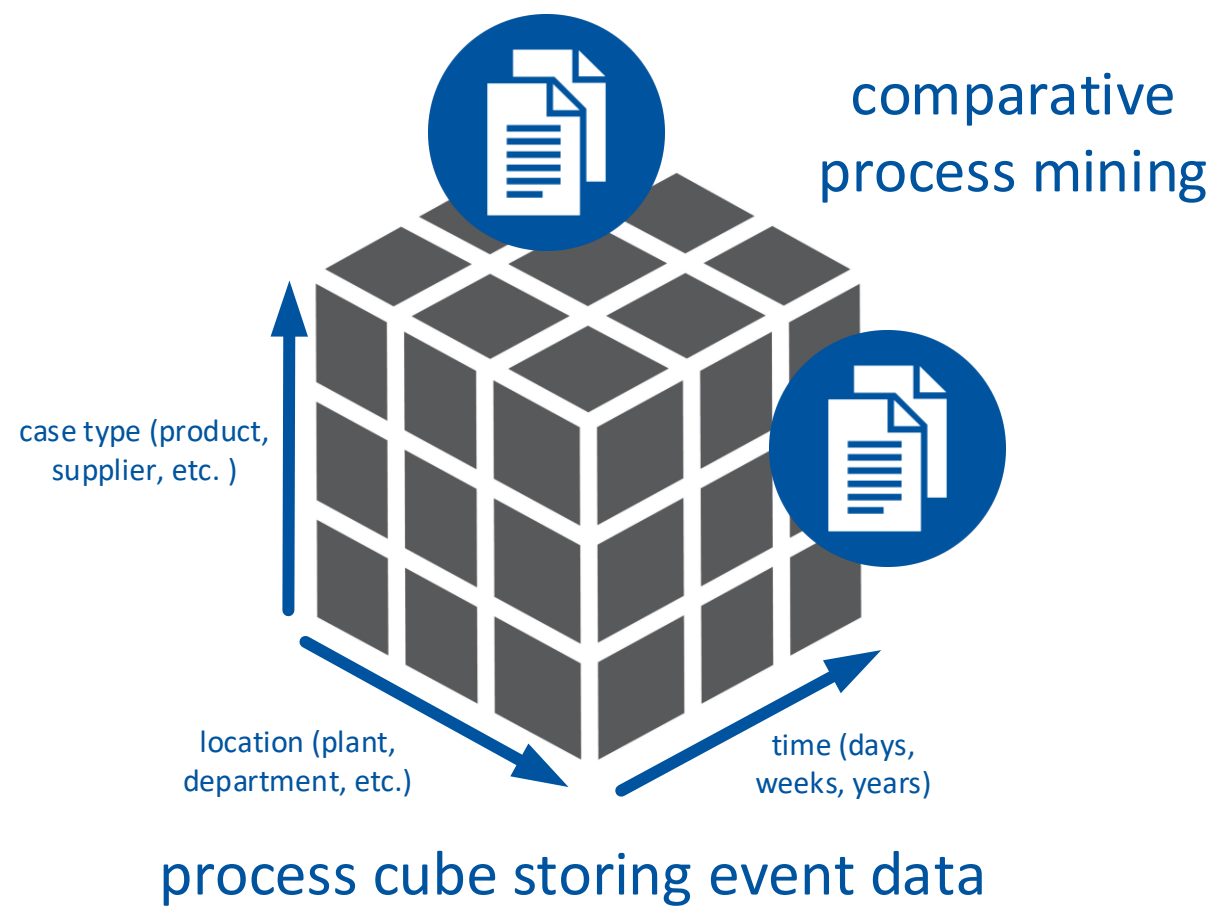 comparative
process mining
case type (product,
supplier, etc. )
location (plant,
department, etc.)
time (days,
weeks, years)
process cube storing event data